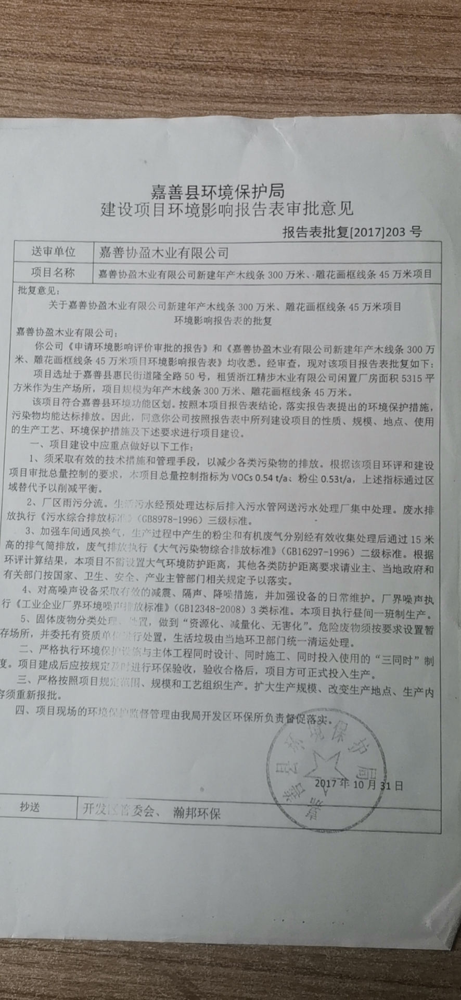 嘉善县环境保护局
建设项目环境影响报告表审批意见
报告表批复[2017]203 号
送审单位 嘉善协盈木业有限公司
项目名称 嘉善协盈木业有限公司新建年产木线条 300 万米、雕花画框线条 45 万米项目
批复意见：
关于嘉善协盈木业有限公司新建年产木线条 300 万米、雕花画框线条 45 万米项目
环境影响报告表的批复
嘉善协盈木业有限公司：
你公司《申请环境影响评价审批的报告》和《嘉善协盈木业有限公司新建年产木线条 300 万
米、雕花画框线条 45 万米项目环境影响报告表》均收悉。经审查，现对该项目报告表批复如下：
项目选址于嘉善县惠民街道隆全路 50 号，租赁浙江精步木业有限公司闲置厂房面积 5315 平
方米作为生产场所，项目规模为年产木线条 300 万米、雕花画框线条 45 万米。
该项目符合嘉善县环境功能区划。按照本项目报告表结论，落实报告表提出的环境保护措施，
污染物均能达标排放。因此，同意你公司按照报告表中所列建设项目的性质、规模、地点、使用
的生产工艺、环境保护措施及下述要求进行项目建设。
一、项目建设中应重点做好以下工作：
1、须采取有效的技术措施和管理手段，以减少各类污染物的排放。根据该项目环评和建设
项目审批总量控制的要求，本项目总量控制指标为 VOCs 0.54 t/a；粉尘 0.53t/a，上述指标通过区
域替代予以削减平衡。
2、厂区雨污分流。生活污水经预处理达标后排入污水管网送污水处理厂集中处理。废水排
放执行《污水综合排放标准》（GB8978-1996）三级标准。
3、加强车间通风换气，生产过程中产生的粉尘和有机废气分别经有效收集处理后通过 15 米
高的排气筒排放，废气排放执行《大气污染物综合排放标准》（GB16297-1996）二级标准。根据
环评计算结果，本项目不需设置大气环境防护距离，其他各类防护距离要求请业主、当地政府和
有关部门按国家、卫生、安全、产业主管部门相关规定予以落实。
4、对高噪声设备采取有效的减震、隔声、降噪措施，并加强设备的日常维护。厂界噪声执
行《工业企业厂界环境噪声排放标准》（GB12348-2008）3 类标准。本项目执行昼间一班制生产。
5、固体废物分类处理、处置，做到“资源化、减量化、无害化”。危险废物须按要求设置暂
存场所，并委托有资质单位进行处置，生活垃圾由当地环卫部门统一清运处理。
二、严格执行环境保护设施与主体工程同时设计、同时施工、同时投入使用的“三同时”制
度。项目建成后应按规定及时进行环保验收，验收合格后，项目方可正式投入生产。
三、严格按照项目规定范围、规模和工艺组织生产。扩大生产规模、改变生产地点、生产内
容须重新报批。
四、项目现场的环境保护监督管理由我局开发区环保所负责督促落实。
嘉善县环境保护局
2017 年 10 月 31 日
抄送 开发区管委会、 瀚邦环保